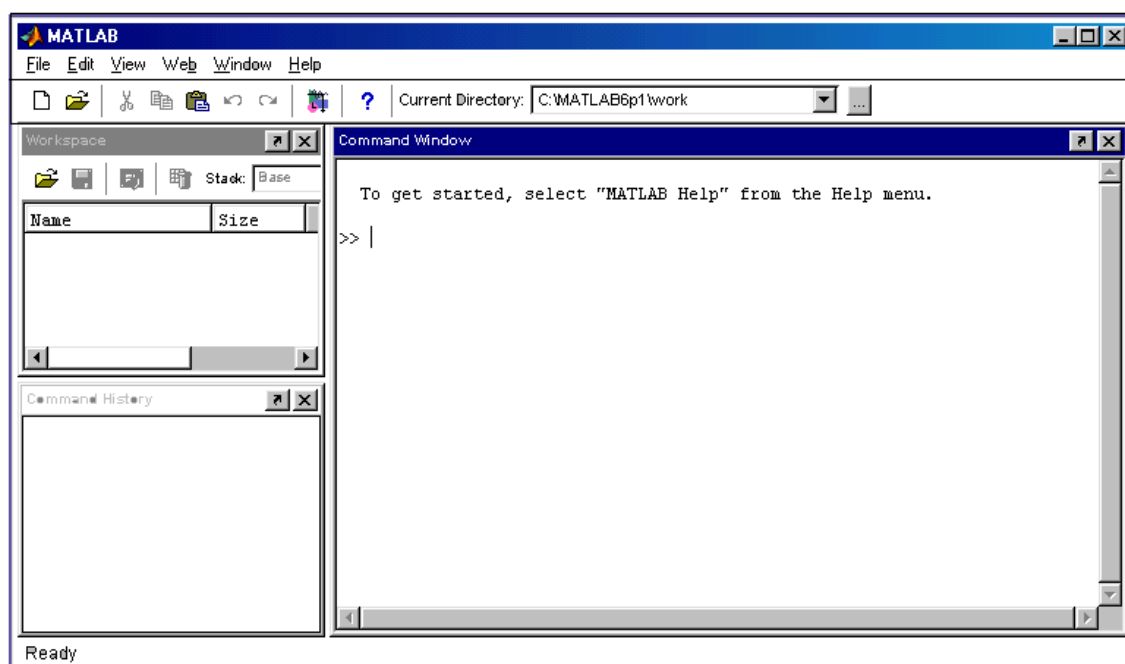 MATLAB
File Edit View Web Window Help
? Current Directory: C:\MATLAB6p1\work ...
Workspace
Stack: Base
Name Size
Command History
Command Window
To get started, select "MATLAB Help" from the Help menu.
>>
Ready